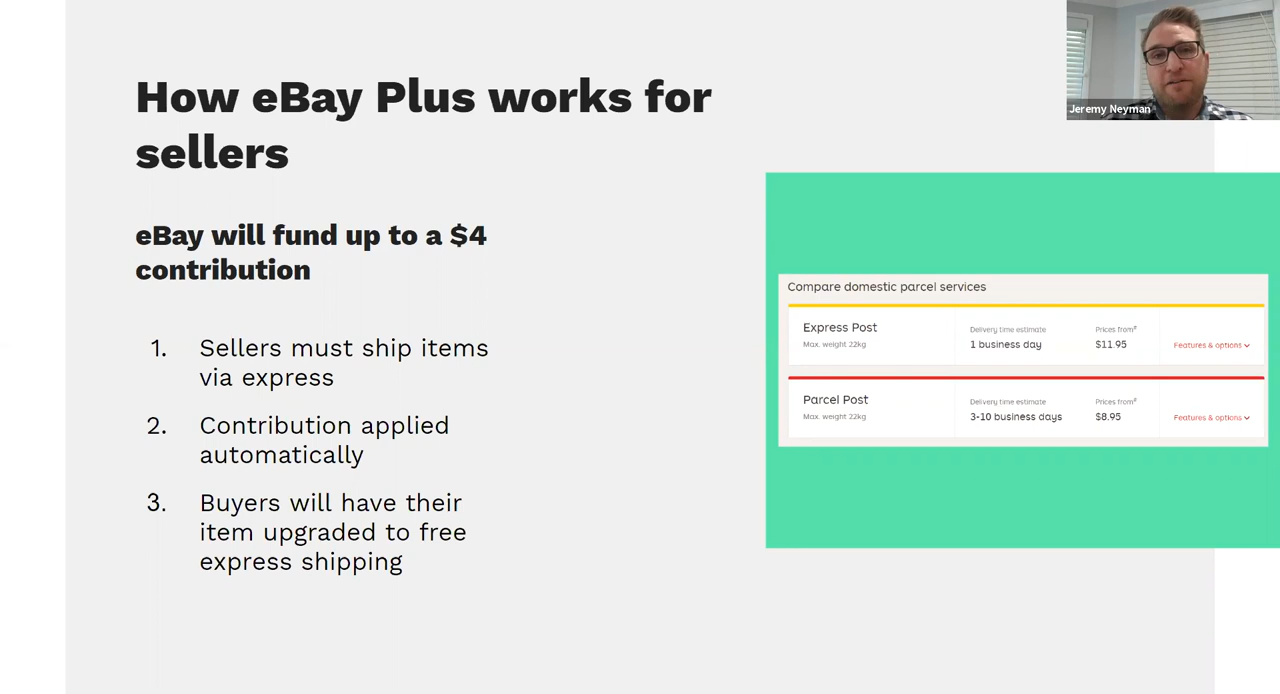 How eBay Plus works for
sellers
Jeremy Neyman
eBay will fund up to a $4
contribution
1. Sellers must ship items
via express
2. Contribution applied
automatically
3. Buyers will have their
item upgraded to free
express shipping
Compare domestic parcel services
Express Post
Max. weight 22kg
Delivery time estimate
1 business day
Prices from#
$11.95
Features & options
Parcel Post
Max. weight 22kg
Delivery time estimate
3-10 business days
Prices from#
$8.95
Features & options